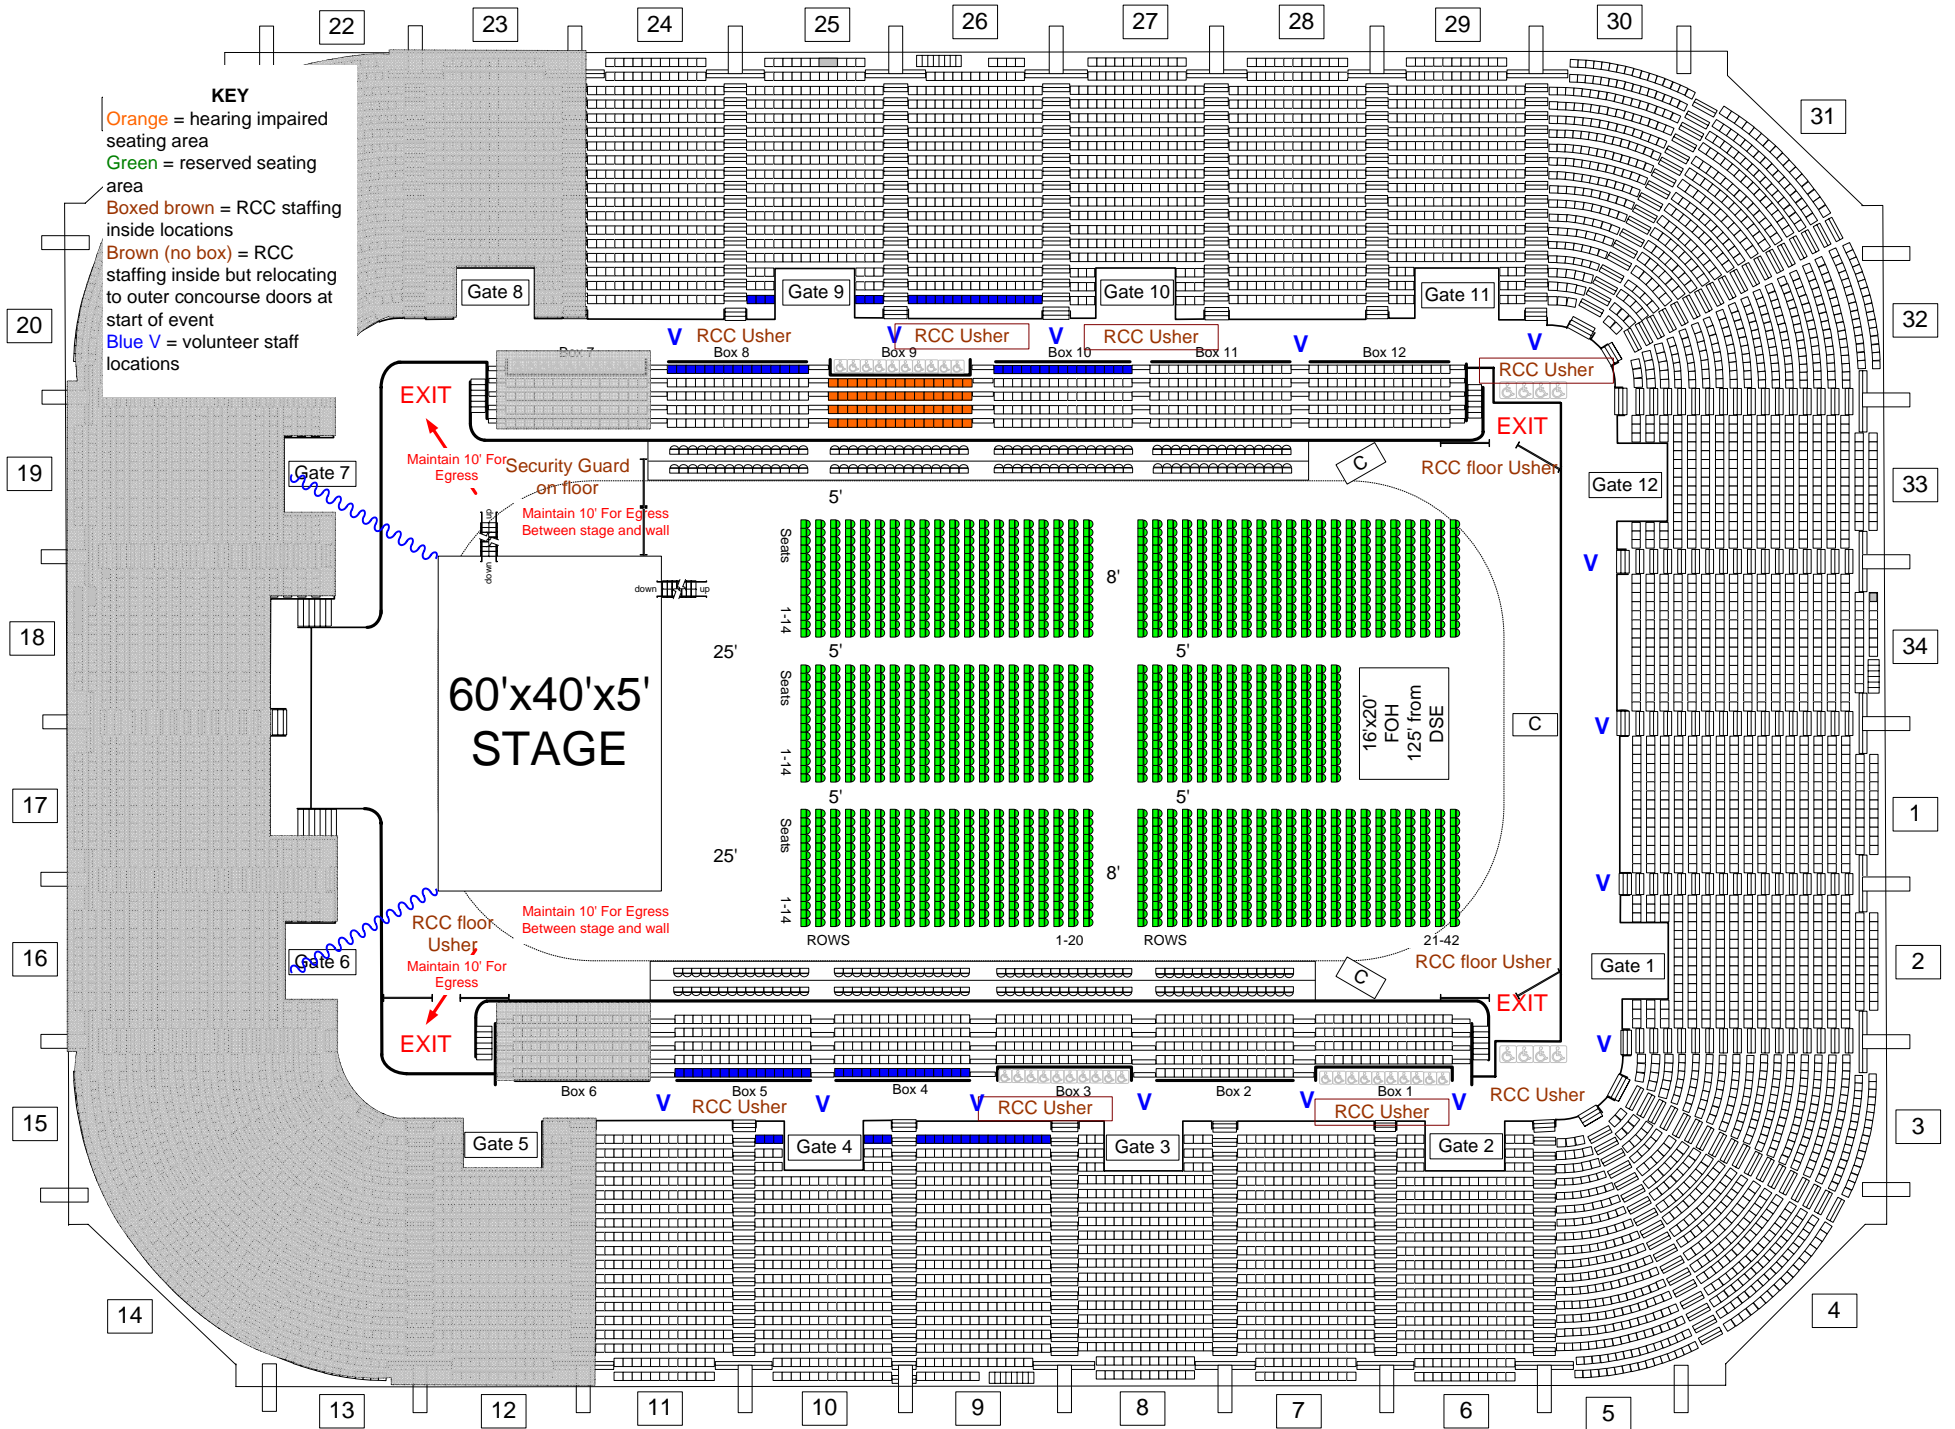 22
23
24
25
26
27
28
29
30
KEY
Orange = hearing impaired
seating area
Green = reserved seating
area
Boxed brown = RCC staffing
inside locations
Brown (no box) = RCC
staffing inside but relocating
to outer concourse doors at
start of event
Blue V = volunteer staff
locations
31
32
20
19
18
17
16
15
14
33
34
1
2
3
4
Gate 8
Gate 9
Gate 10
Gate 11
V
RCC Usher
V
RCC Usher
V
RCC Usher
V
V
RCC Usher
Box 7
Box 8
Box 9
Box 10
Box 11
Box 12
EXIT
EXIT
Maintain 10' For
Egress
Security Guard
on floor
Maintain 10' For Egress
Between stage and wall
C
RCC floor Usher
Gate 7
Gate 12
5'
up
down
down
up
Seats
1-14
8'
V
25'
5'
5'
60'x40'x5'
STAGE
Seats
1-14
16'x20'
FOH
125' from
DSE
C
V
5'
5'
25'
Seats
1-14
8'
V
ROWS
1-20
ROWS
21-42
RCC floor
Usher
Maintain 10' For Egress
Between stage and wall
Maintain 10' For
Egress
Gate 6
C
RCC floor Usher
Gate 1
EXIT
EXIT
V
Box 6
Box 5
Box 4
Box 3
Box 2
Box 1
V
RCC Usher
V
V
RCC Usher
V
V
RCC Usher
V
RCC Usher
Gate 5
Gate 4
Gate 3
Gate 2
13
12
11
10
9
8
7
6
5